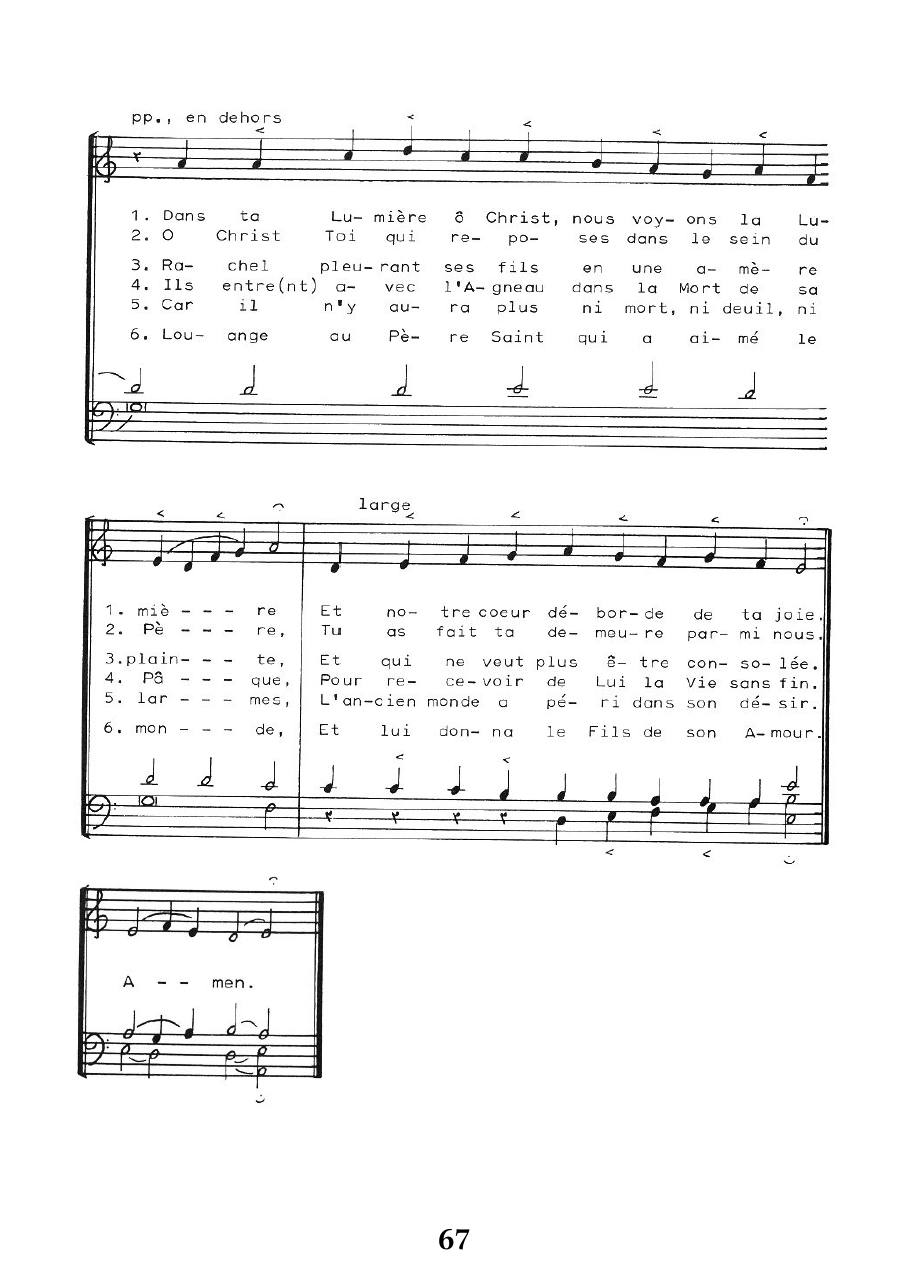 pp., en dehors
1. Dans ta Lu- mière ô Christ, nous voy- ons la Lu-
2. O Christ Toi qui re- po- ses dans le sein du
3. Ra- chel pleu- rant ses fils en une a- mè- re
4. Ils entre(nt) a- vec l'A- gneau dans la Mort de sa
5. Car il n'y au- ra plus ni mort, ni deuil, ni
6. Lou- ange au Pè- re Saint qui a ai- mé le
large
1. miè - - - re Et no- tre coeur dé- bor- de de ta joie.
2. Pè - - - re, Tu as fait ta de- meu- re par- mi nous.
3. plain- - - te, Et qui ne veut plus ê- tre con- so- lée.
4. Pâ - - - que, Pour re- ce- voir de Lui la Vie sans fin.
5. lar - - - mes, L'an- cien monde a pé- ri dans son dé- sir.
6. mon - - - de, Et lui don- na le Fils de son A- mour.
A - - men.
67